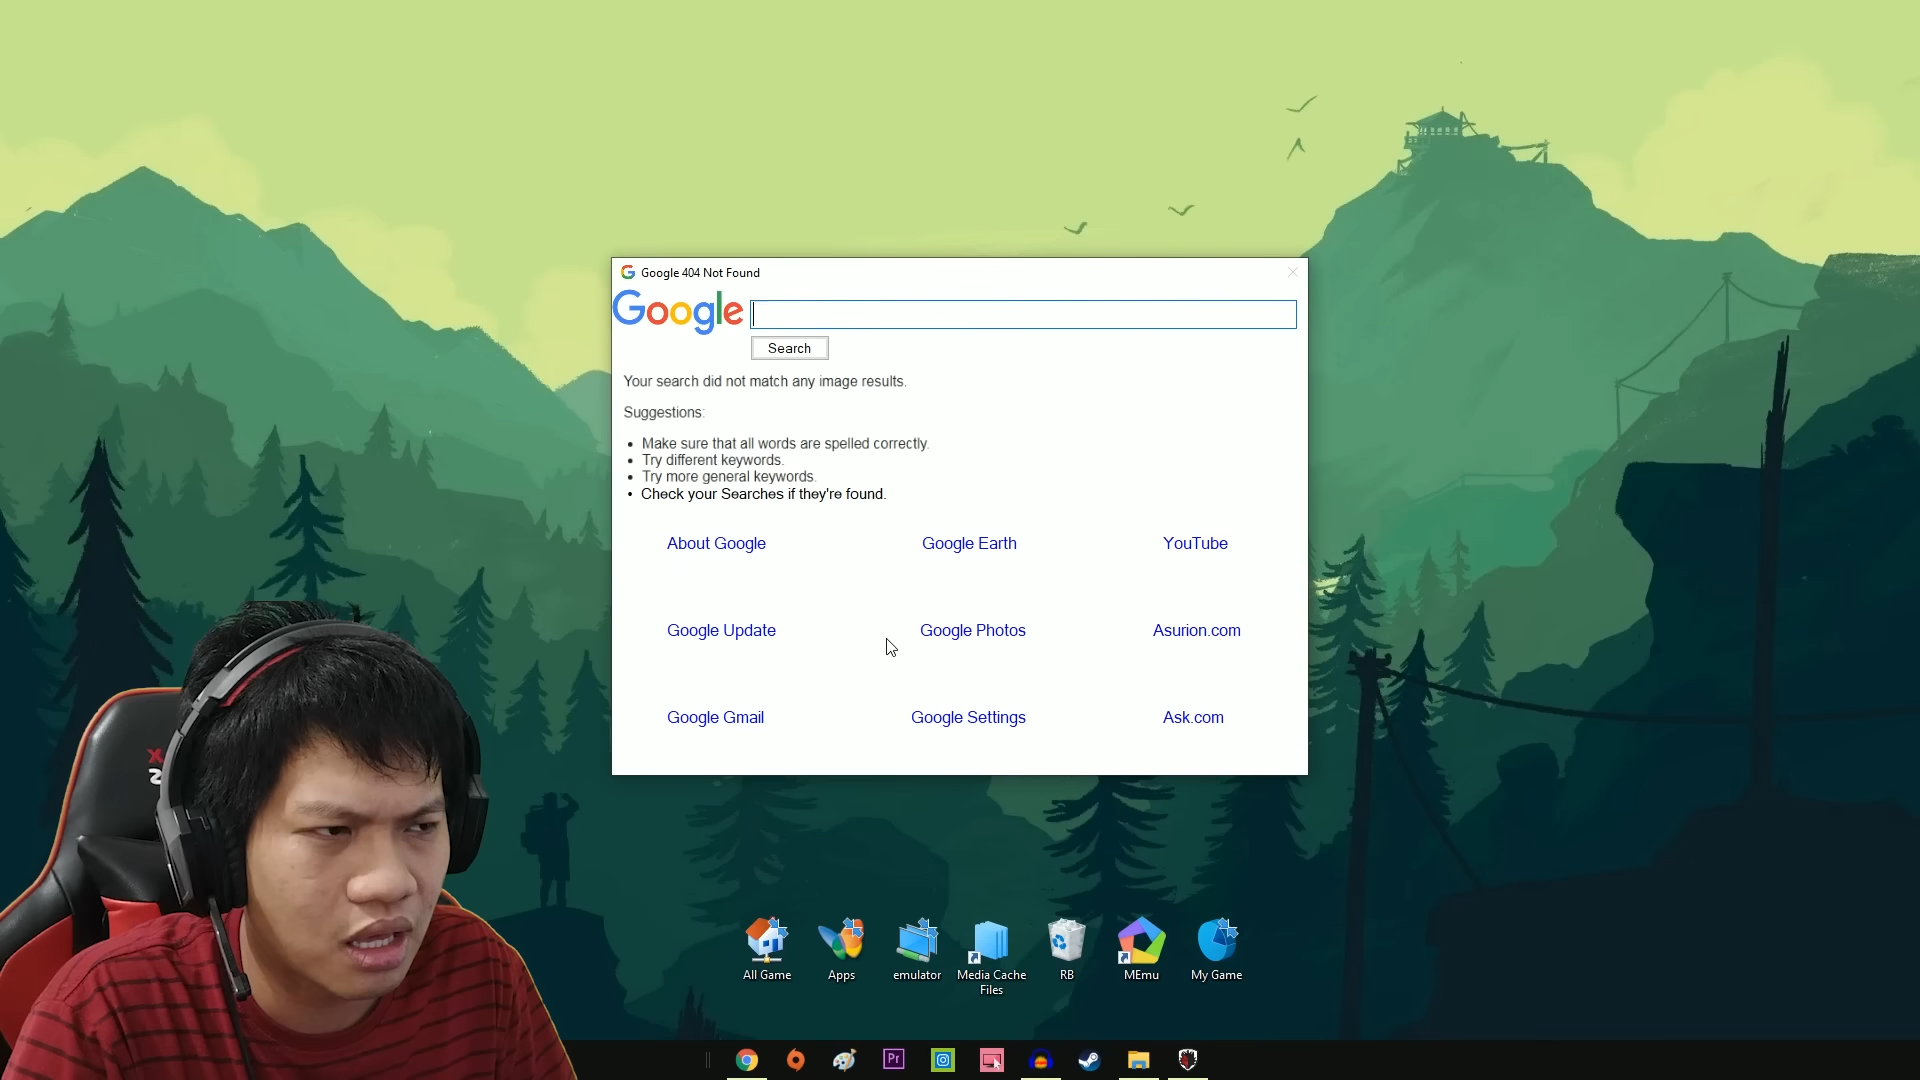 Google 404 Not Found
Google
Search
Your search did not match any image results.
Suggestions:
• Make sure that all words are spelled correctly.
• Try different keywords.
• Try more general keywords.
• Check your Searches if they're found.
About Google
Google Earth
YouTube
Google Update
Google Photos
Asurion.com
Google Gmail
Google Settings
Ask.com
All Game
Apps
emulator
Media Cache
Files
RB
MEmu
My Game
Pr